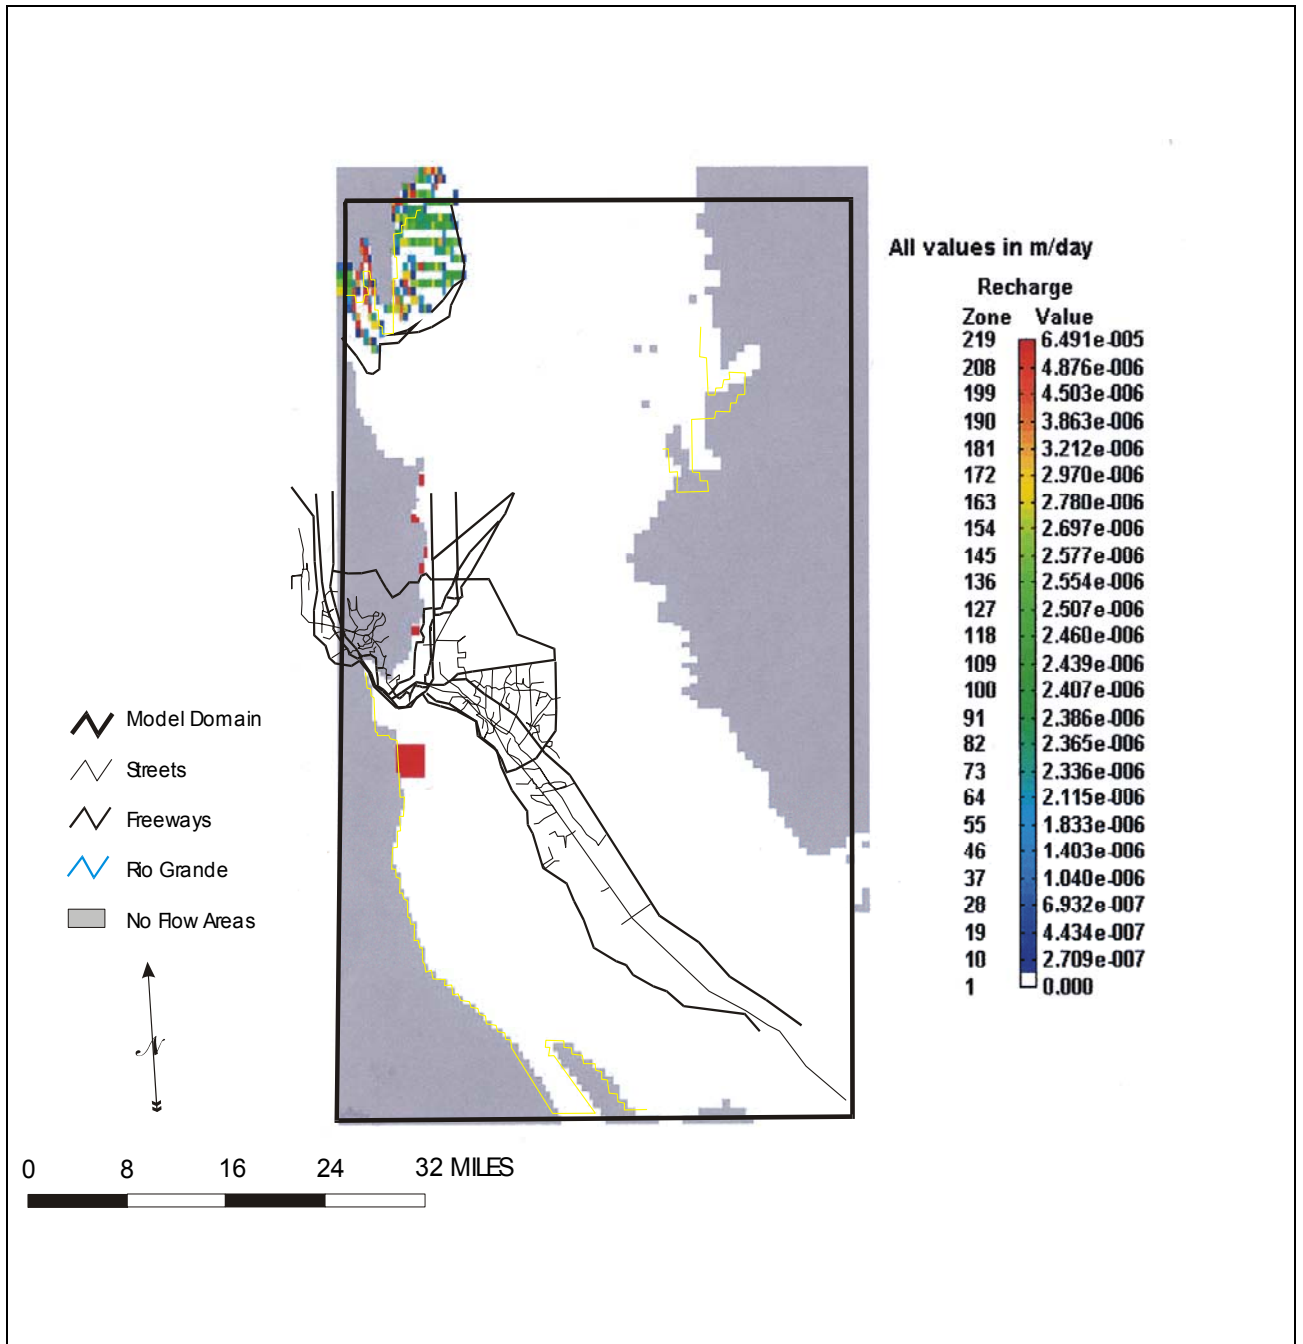 All values in m/day
Recharge
Zone Value
219 6.491e-005
208 4.876e-006
199 4.503e-006
190 3.863e-006
181 3.212e-006
172 2.970e-006
163 2.780e-006
154 2.697e-006
145 2.577e-006
136 2.554e-006
127 2.507e-006
118 2.460e-006
109 2.439e-006
100 2.407e-006
91 2.386e-006
82 2.365e-006
73 2.336e-006
64 2.115e-006
55 1.833e-006
46 1.403e-006
37 1.040e-006
28 6.932e-007
19 4.434e-007
10 2.709e-007
1 0.000
Model Domain
Streets
Freeways
Rio Grande
No Flow Areas
N
0 8 16 24 32 MILES